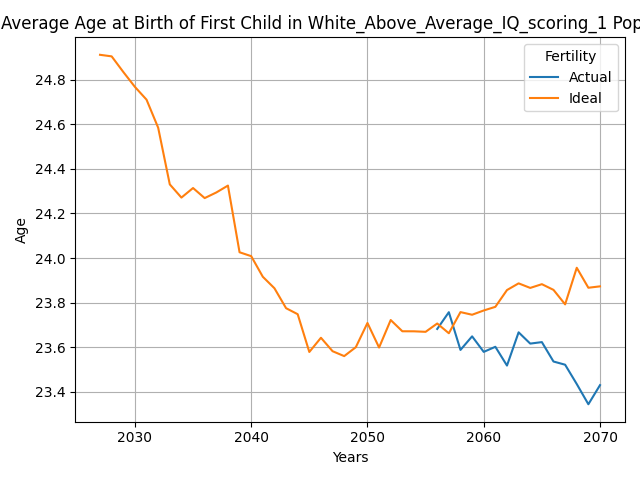 Average Age at Birth of First Child in White_Above_Average_IQ_scoring_1 Pop
Fertility
Actual
Ideal
24.8
24.6
24.4
24.2
24.0
23.8
23.6
23.4
Age
2030 2040 2050 2060 2070
Years